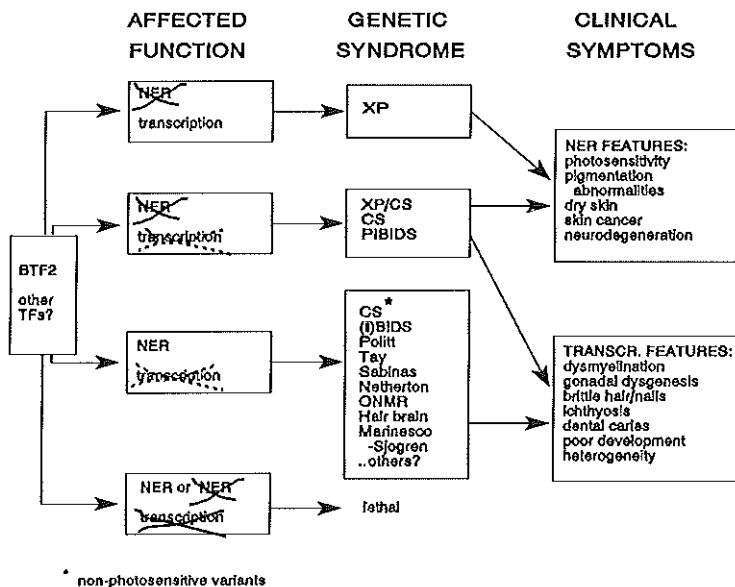 AFFECTED FUNCTION
GENETIC SYNDROME
CLINICAL SYMPTOMS
BTF2
other
TFs?
NER
transcription
XP
NER
transcription
XP/CS
CS
PIBIDS
NER
transcription
CS*
(I)BIDS
Politt
Tay
Sabinas
Netherton
ONMR
Hair brain
Marinesco
-Sjogren
..others?
NER or NER
transcription
lethal
NER FEATURES:
photosensitivity
pigmentation
abnormalities
dry skin
skin cancer
neurodegeneration
TRANSCR. FEATURES:
dysmyelination
gonadal dysgenesis
brittle hair/nails
ichthyosis
dental caries
poor development
heterogeneity
* non-photosensitive variants